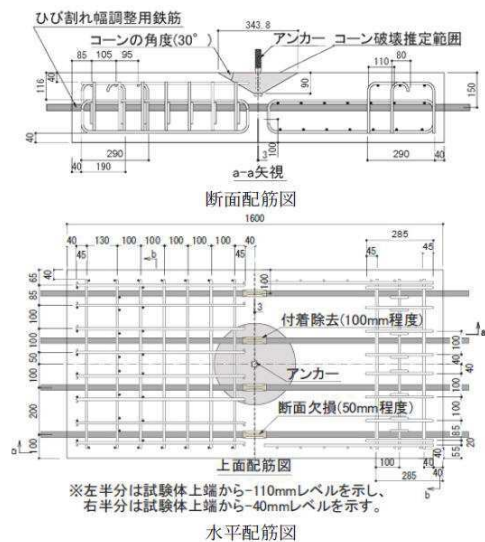 ひび割れ幅調整用鉄筋
コーンの角度(30°)
343.8
アンカー
コーン破壊推定範囲
85 105 95
110 80
40
116
90
150
40
100
290
3
290
40
40 190
a-a矢視
断面配筋図
1600
40 130 100 100 100 100 100 40
285
45
b
45
45
40
65
85
100
100
50
100
200
100
100
3
付着除去(100mm程度)
アンカー
断面欠損(50mm程度)
a
100
40
40
100
100
85
20
55
40
a
上面配筋図
100
40
285
b
※左半分は試験体上端から-110mmレベルを示し、
右半分は試験体上端から-40mmレベルを示す。
水平配筋図